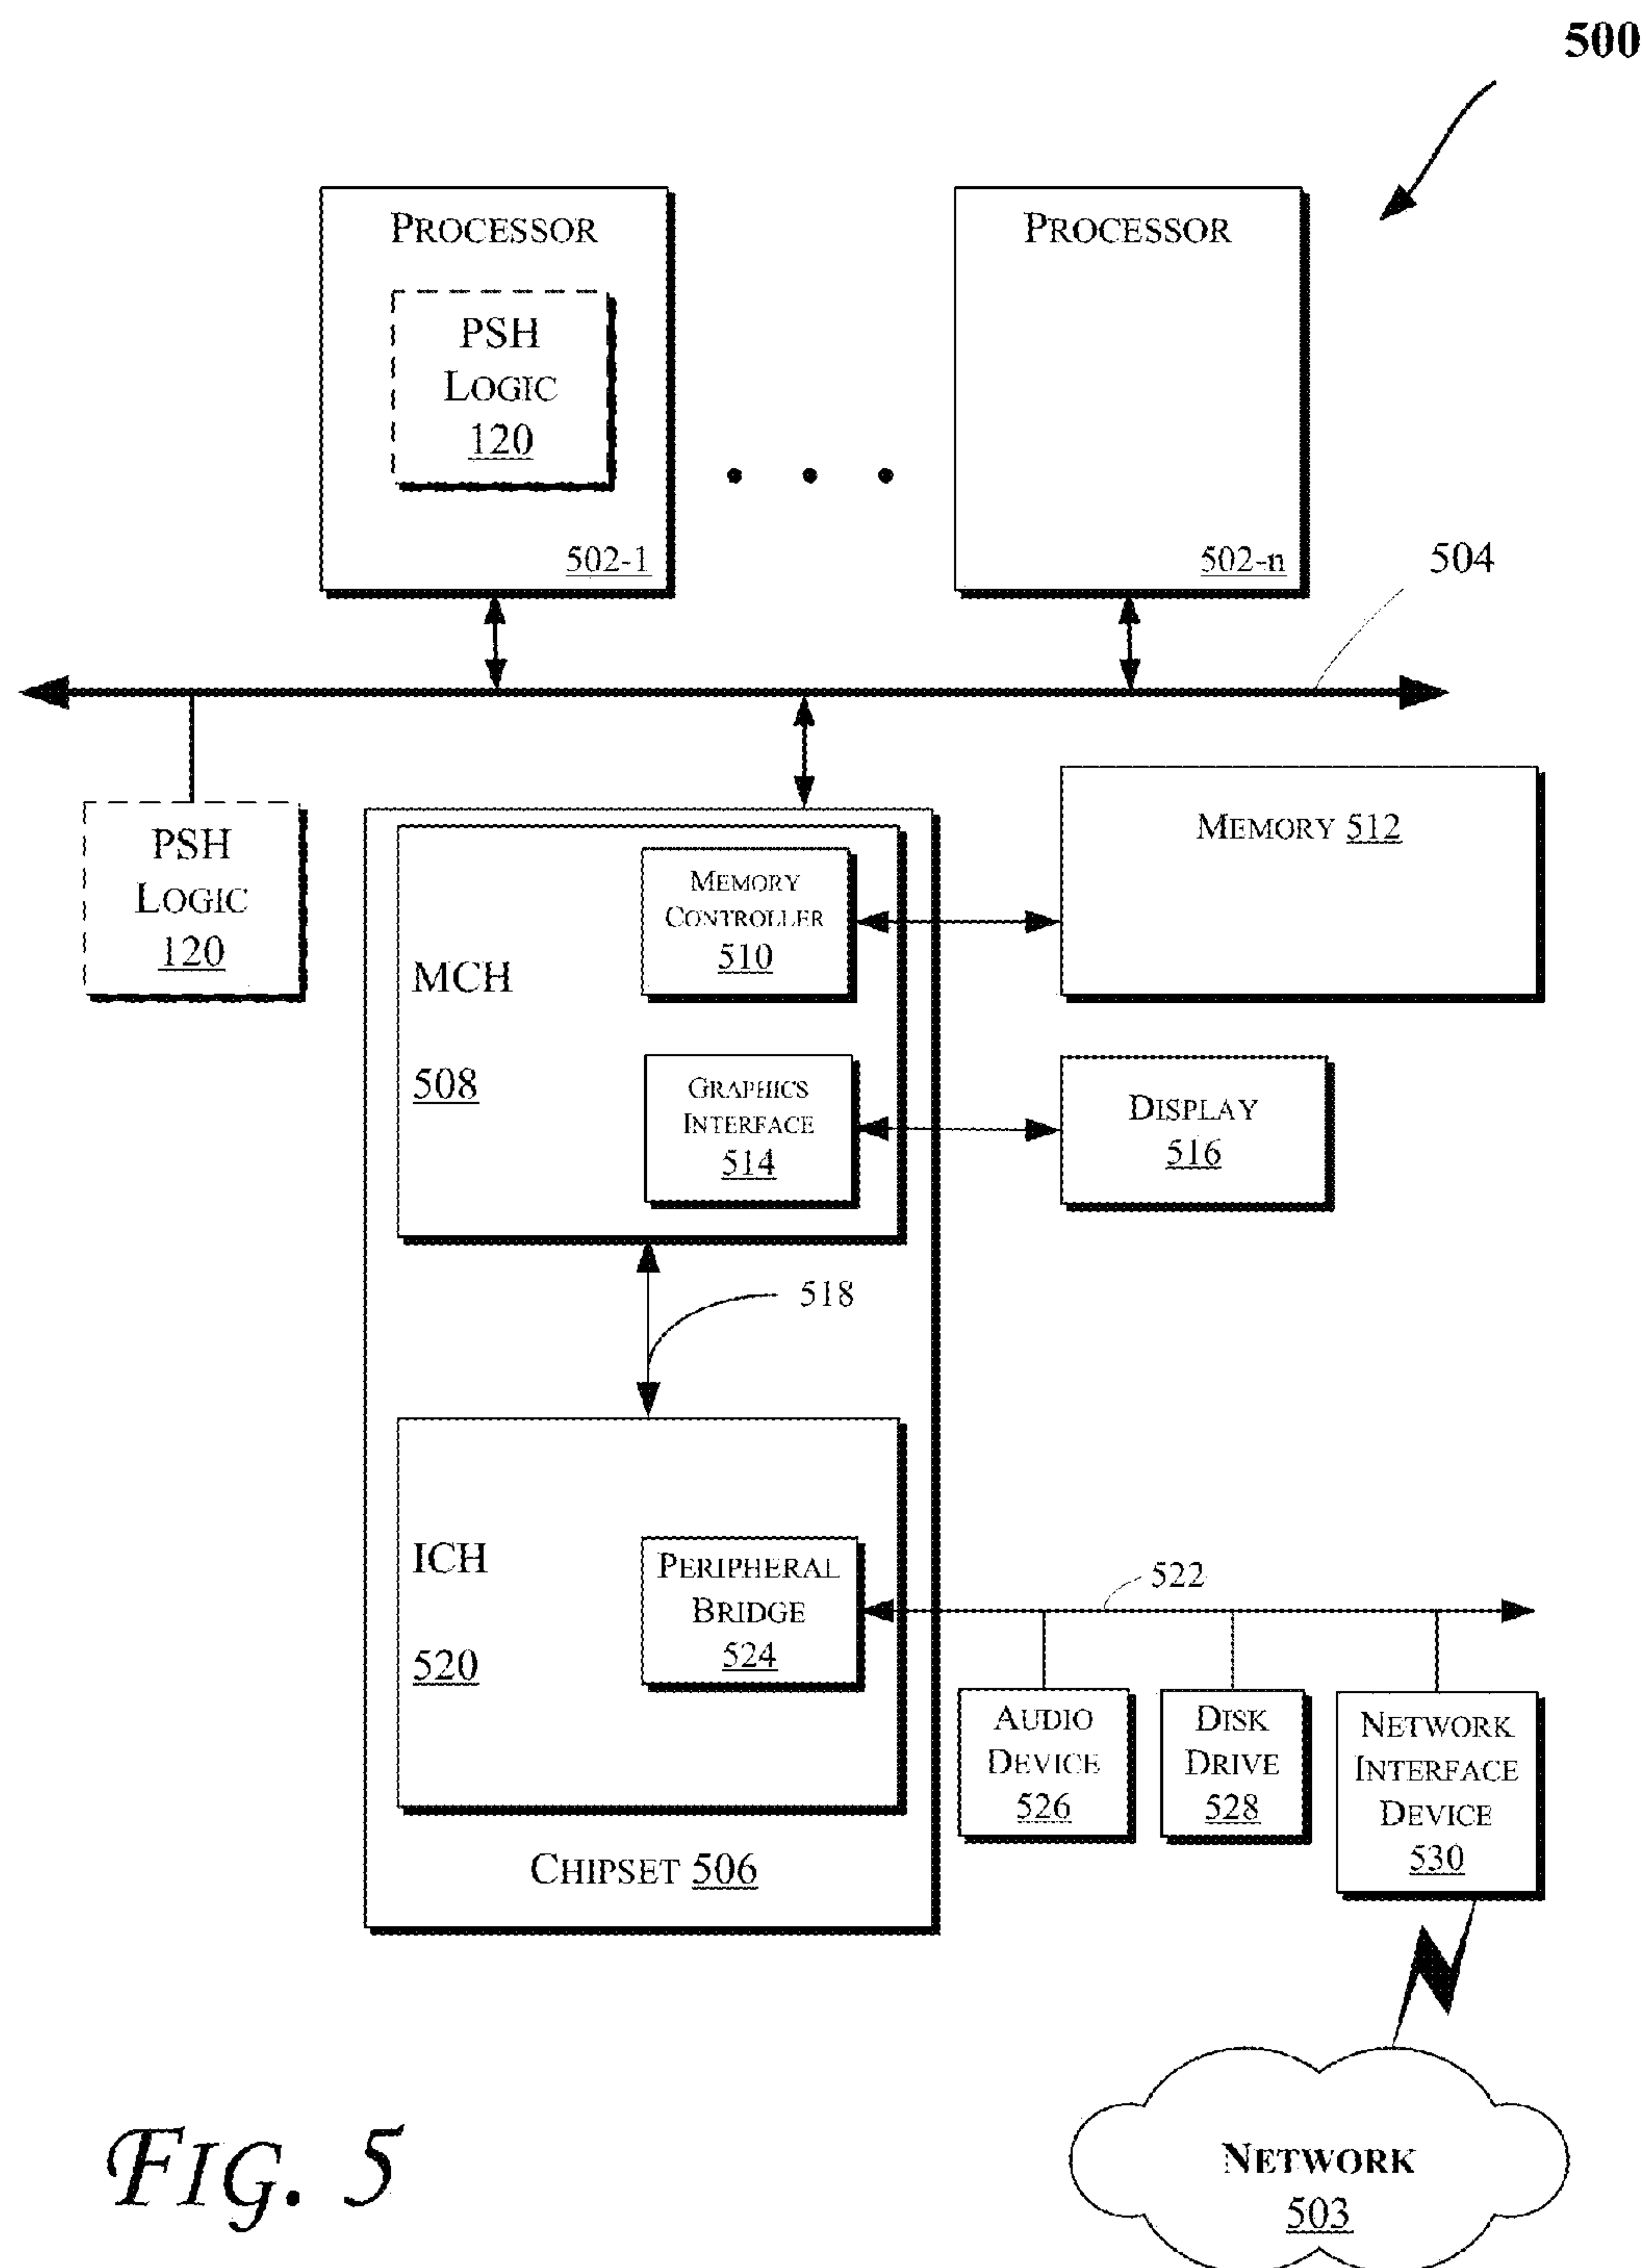 500
PROCESSOR
PSH
LOGIC
120
502-1
PROCESSOR
502-n
504
PSH
LOGIC
120
MCH
508
MEMORY
CONTROLLER
510
MEMORY 512
GRAPHICS
INTERFACE
514
DISPLAY
516
518
ICH
520
PERIPHERAL
BRIDGE
524
522
AUDIO
DEVICE
526
DISK
DRIVE
528
NETWORK
INTERFACE
DEVICE
530
CHIPSET 506
NETWORK
503
FIG. 5